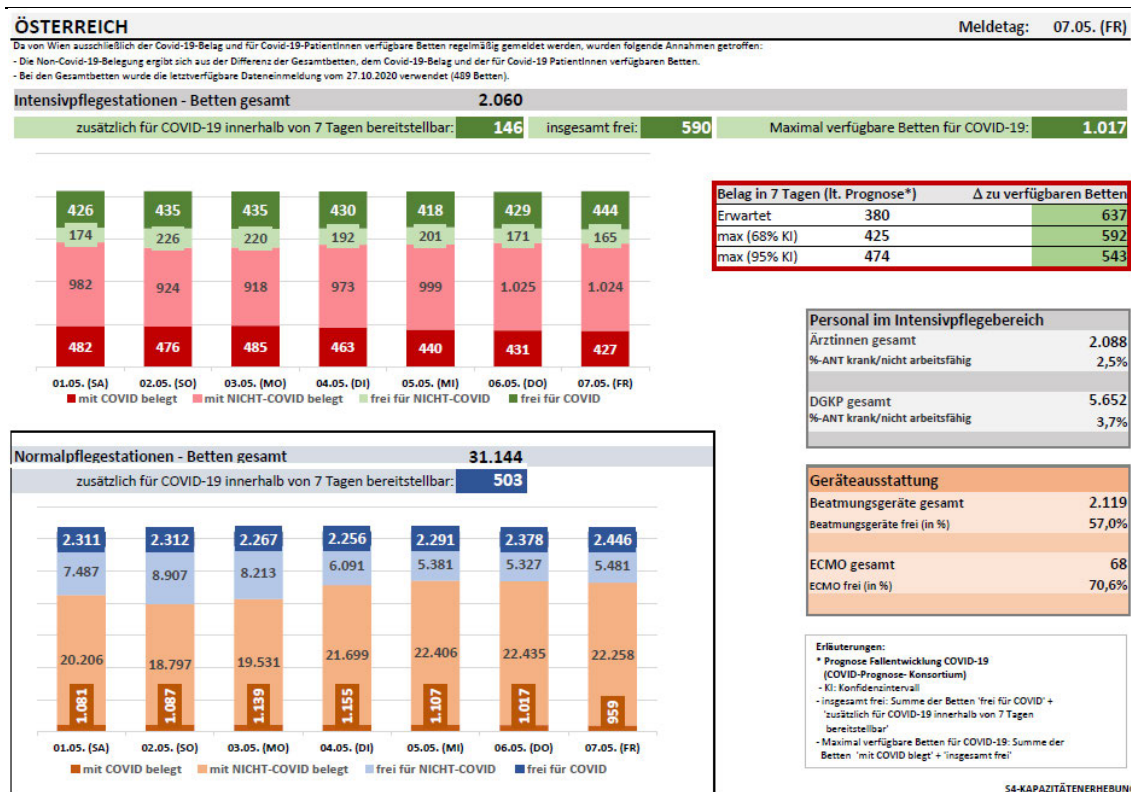 ÖSTERREICH Meldetag: 07.05. (FR)
Da von Wien ausschließlich der Covid-19-Belag und für Covid-19-PatientInnen verfügbare Betten regelmäßig gemeldet werden, wurden folgende Annahmen getroffen:
- Die Non-Covid-19-Belegung ergibt sich aus der Differenz der Gesamtbetten, dem Covid-19-Belag und der für Covid-19 PatientInnen verfügbaren Betten.
- Bei den Gesamtbetten wurde die letztverfügbare Dateneinmeldung vom 27.10.2020 verwendet (489 Betten).
Intensivpflegestationen - Betten gesamt 2.060
zusätzlich für COVID-19 innerhalb von 7 Tagen bereitstellbar: 146 insgesamt frei: 590 Maximal verfügbare Betten für COVID-19: 1.017
426 435 435 430 418 429 444
174 226 220 192 201 171 165
982 924 918 973 999 1.025 1.024
482 476 485 463 440 431 427
01.05. (SA) 02.05. (SO) 03.05. (MO) 04.05. (DI) 05.05. (MI) 06.05. (DO) 07.05. (FR)
mit COVID belegt mit NICHT-COVID belegt frei für NICHT-COVID frei für COVID
Belag in 7 Tagen (lt. Prognose*) Δ zu verfügbaren Betten
Erwartet 380 637
max (68% KI) 425 592
max (95% KI) 474 543
Personal im Intensivpflegebereich
Ärztinnen gesamt 2.088
%-ANT krank/nicht arbeitsfähig 2,5%
DGKP gesamt 5.652
%-ANT krank/nicht arbeitsfähig 3,7%
Normalpflegestationen - Betten gesamt 31.144
zusätzlich für COVID-19 innerhalb von 7 Tagen bereitstellbar: 503
2.311 2.312 2.267 2.256 2.291 2.378 2.446
7.487 8.907 8.213 6.091 5.381 5.327 5.481
20.206 18.797 19.531 21.699 22.406 22.435 22.258
1.081 1.087 1.139 1.155 1.107 1.017 959
01.05. (SA) 02.05. (SO) 03.05. (MO) 04.05. (DI) 05.05. (MI) 06.05. (DO) 07.05. (FR)
mit COVID belegt mit NICHT-COVID belegt frei für NICHT-COVID frei für COVID
Geräteausstattung
Beatmungsgeräte gesamt 2.119
Beatmungsgeräte frei (in %) 57,0%
ECMO gesamt 68
ECMO frei (in %) 70,6%
Erläuterungen:
* Prognose Fallentwicklung COVID-19
(COVID-Prognose- Konsortium)
- KI: Konfidenzintervall
- insgesamt frei: Summe der Betten 'frei für COVID' +
'zusätzlich für COVID-19 innerhalb von 7 Tagen
bereitstellbar'
- Maximal verfügbare Betten für COVID-19: Summe der
Betten 'mit COVID blegt' + 'insgesamt frei'
S4-KAPAZITÄTENERHEBUNG